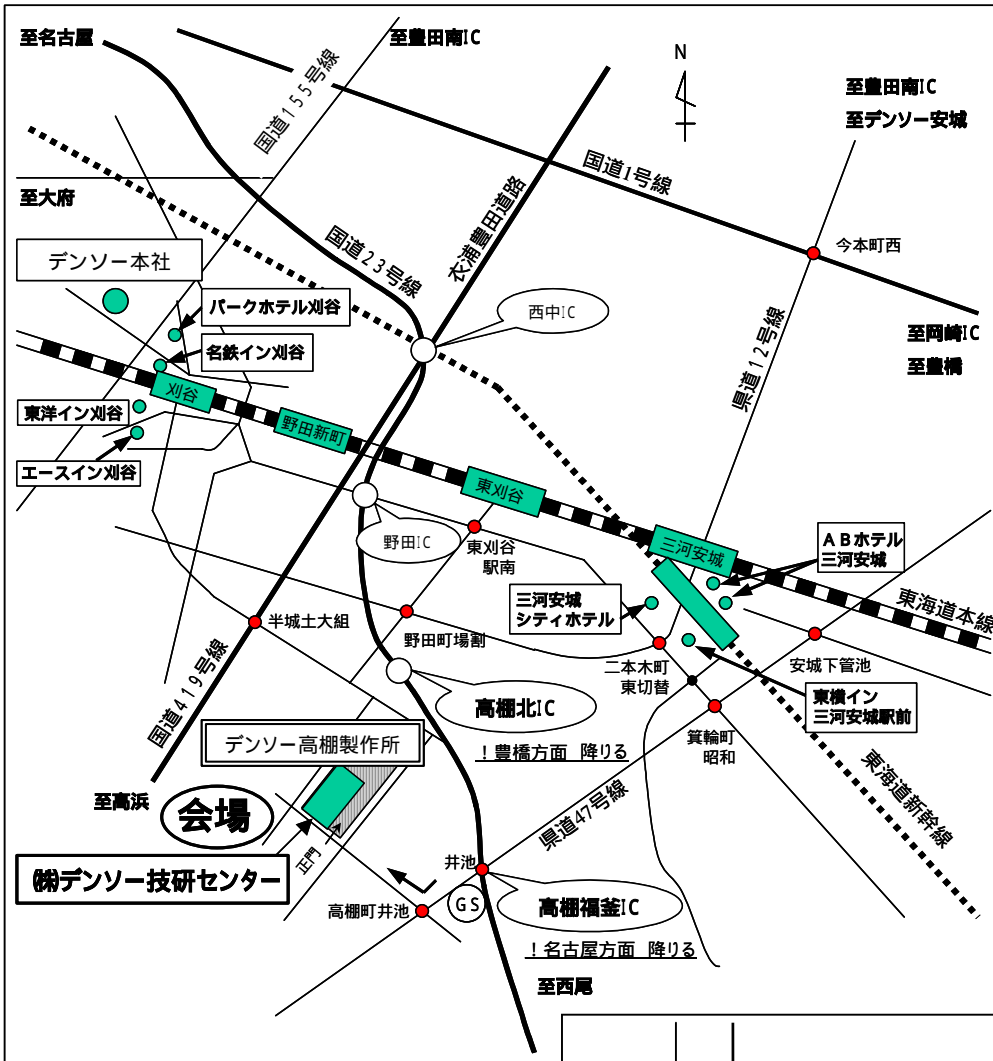 至名古屋
至豊田南IC
N
至豊田南IC
至デンソー安城
国道155号線
国道1号線
衣浦豊田道路
至大府
国道23号線
今本町西
デンソー本社
パークホテル刈谷
西中IC
至岡崎IC
至豊橋
名鉄イン刈谷
県道12号線
刈谷
東洋イン刈谷
野田新町
エースイン刈谷
東刈谷
野田IC
東刈谷
駅南
三河安城
ABホテル
三河安城
三河安城
シティホテル
東海道本線
半城土大組
野田町場割
二本木町
東切替
安城下管池
高棚北IC
東横イン
三河安城駅前
国道419号線
箕輪町
昭和
デンソー高棚製作所
!豊橋方面 降りる
至高浜
会場
県道47号線
東海道新幹線
㈱デンソー技研センター
正門
井池
高棚町井池
GS
高棚福釜IC
!名古屋方面 降りる
至西尾